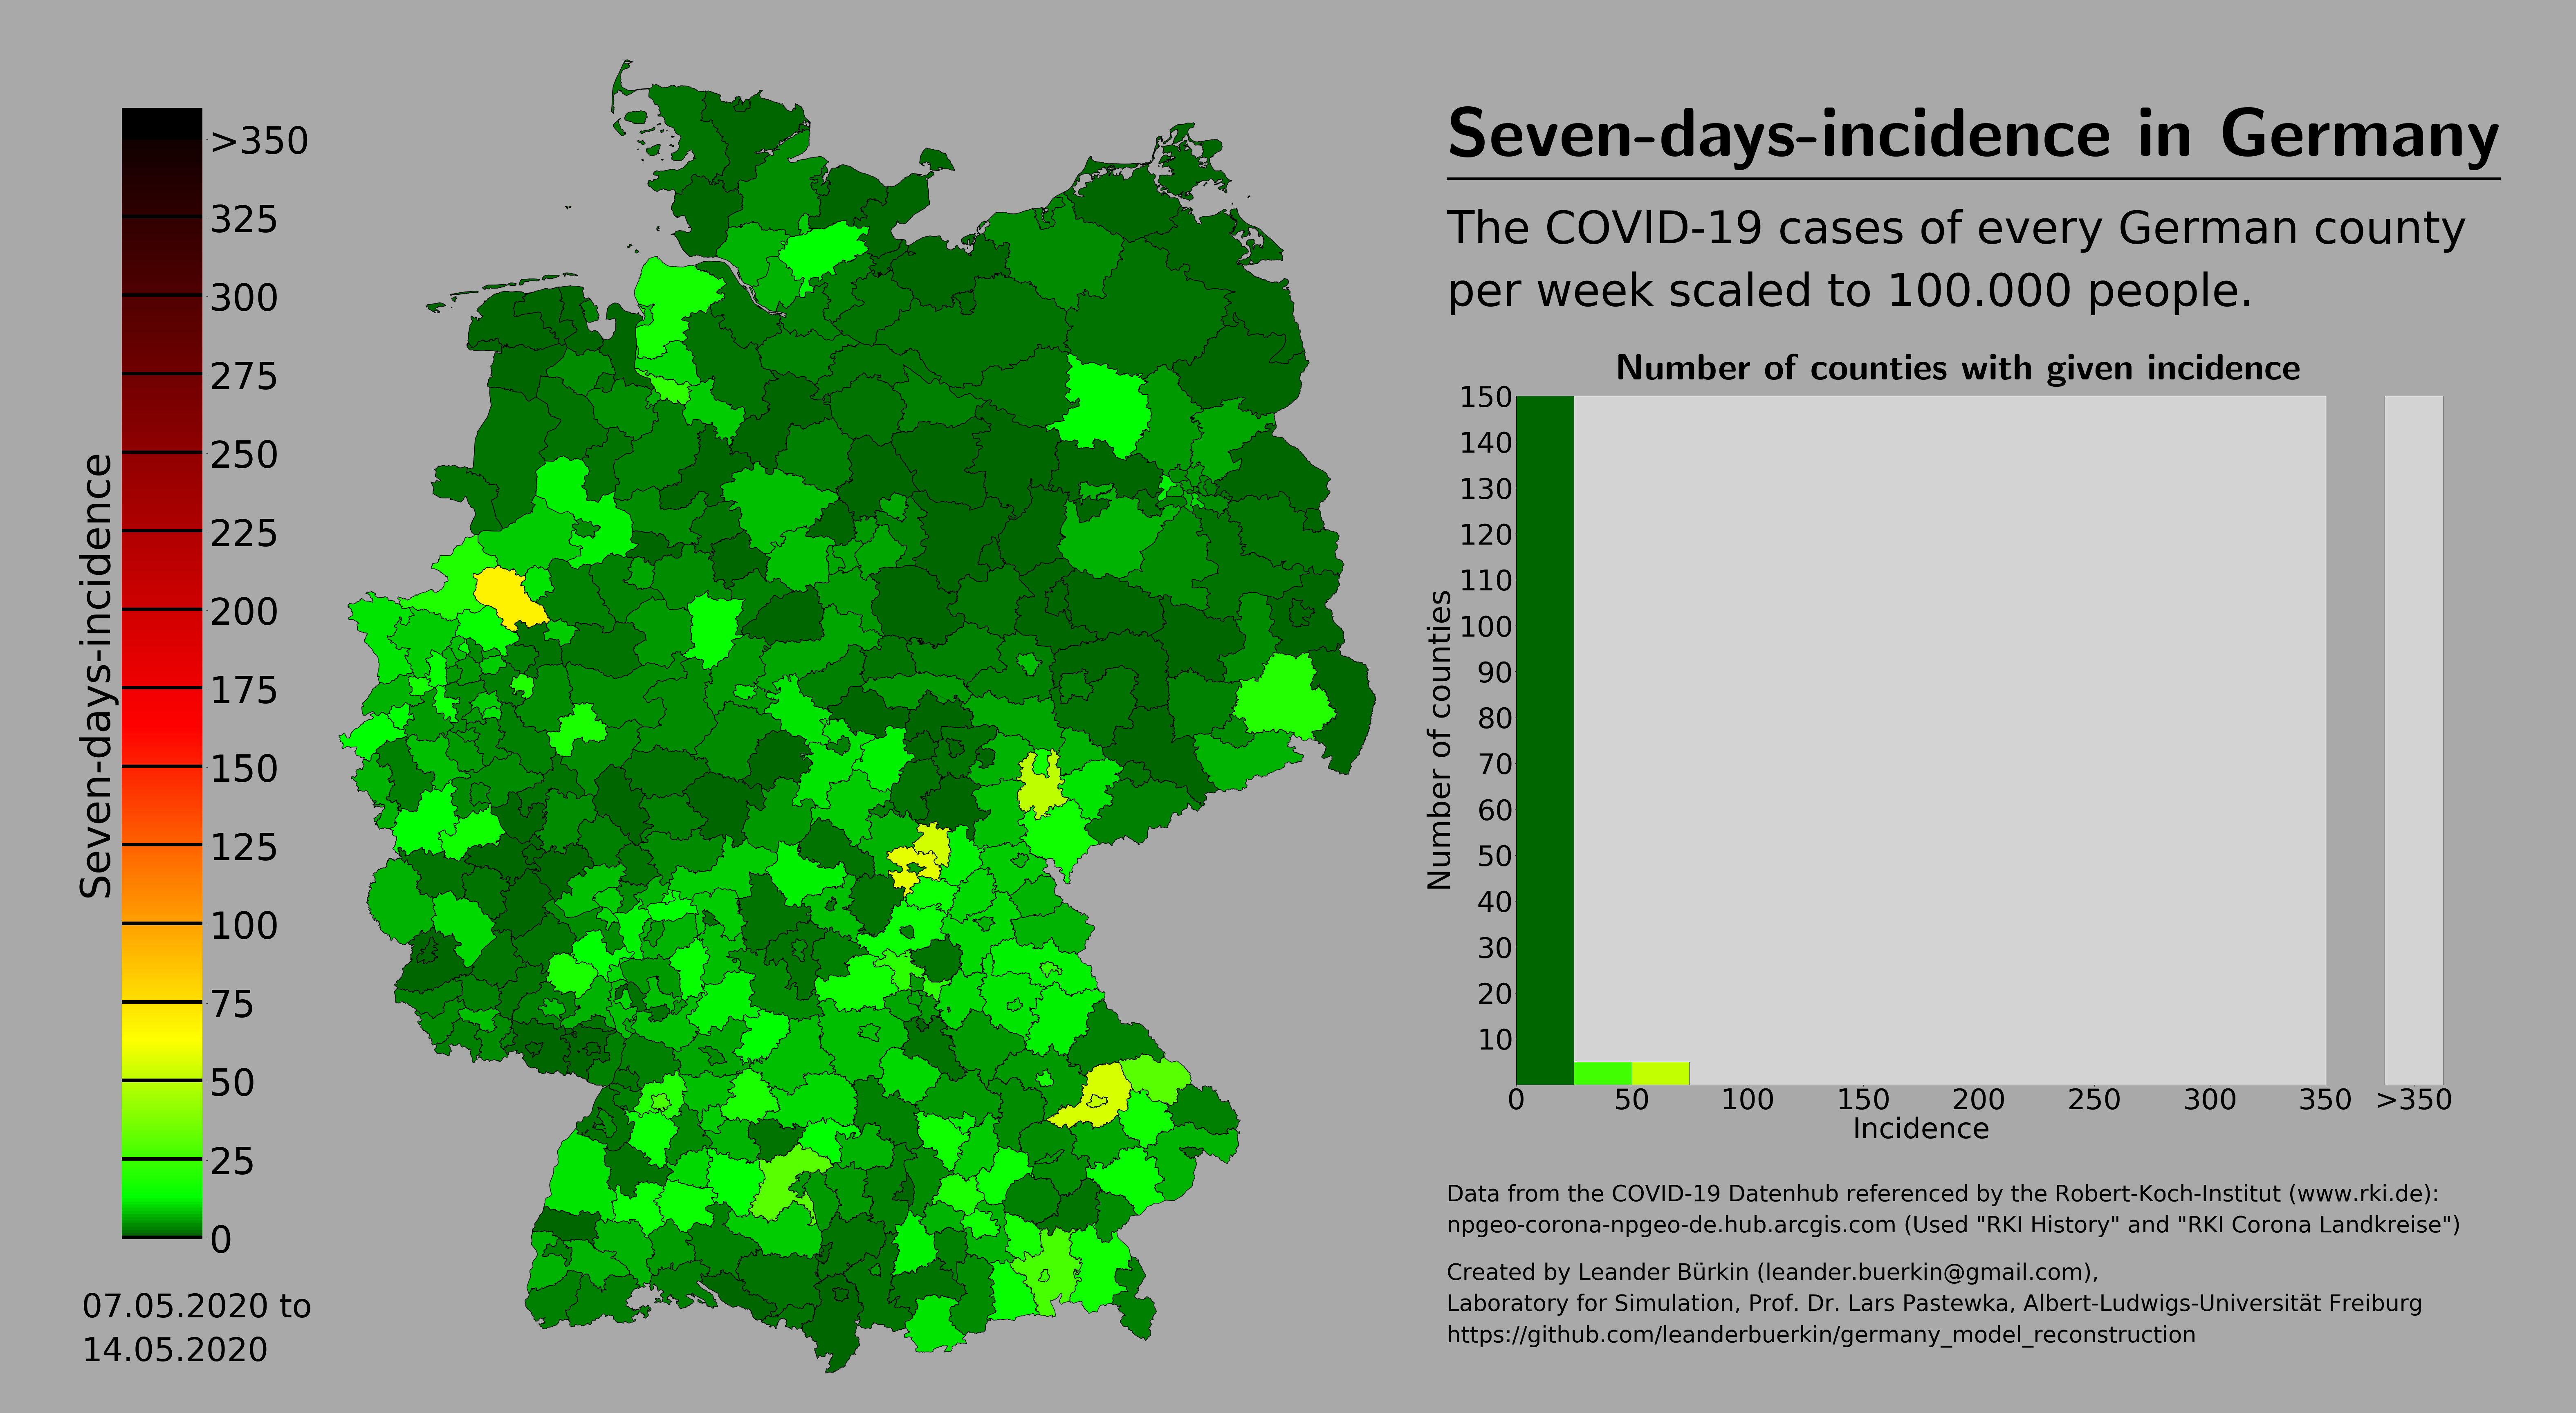 Seven-days-incidence in Germany
The COVID-19 cases of every German county
per week scaled to 100.000 people.
Seven-days-incidence
>350
325
300
275
250
225
200
175
150
125
100
75
50
25
0
07.05.2020 to
14.05.2020
Number of counties with given incidence
Number of counties
150
140
130
120
110
100
90
80
70
60
50
40
30
20
10
0 50 100 150 200 250 300 350 >350
Incidence
Data from the COVID-19 Datenhub referenced by the Robert-Koch-Institut (www.rki.de):
npgeo-corona-npgeo-de.hub.arcgis.com (Used "RKI History" and "RKI Corona Landkreise")
Created by Leander Bürkin (leander.buerkin@gmail.com),
Laboratory for Simulation, Prof. Dr. Lars Pastewka, Albert-Ludwigs-Universität Freiburg
https://github.com/leanderbuerkin/germany_model_reconstruction